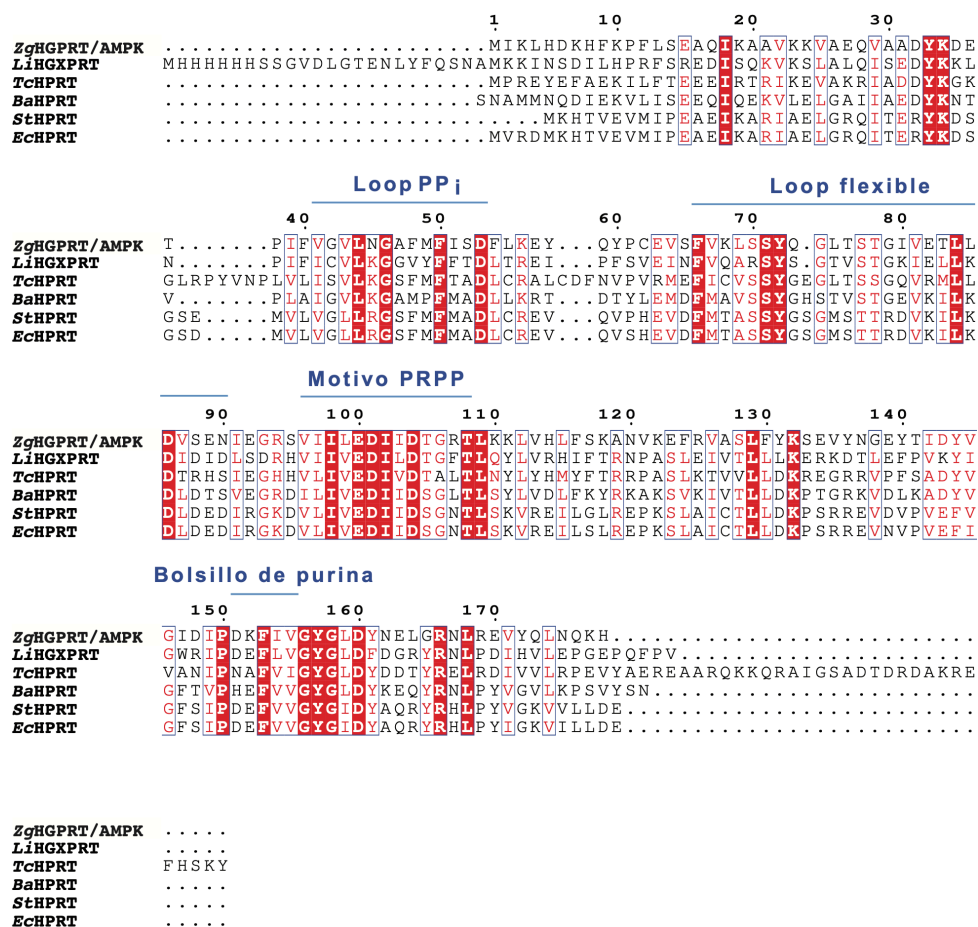 1 10 20 30
ZgHGPRT/AMPK .........................MIKLHDKHFKPFLSEAQIKAAVKKVAEQVAADYKDE
LiHGXPRT MHHHHHHSSGVDLGTENLYFQSNAMKKINSDILHPRFSREDISQKVKSLALQISEDYKKL
TcHPRT ........................MPREYEFAEKILFTEEEIRTRIKEVAKRIADDYKGK
BaHPRT .......................SNAMMNQDIEKVLISEEQIQEKVLELGAIIAEDYKNT
StHPRT ............................MKHTVEVMIPEAEIKARIAELGRQITERYKDS
EcHPRT ........................MVRDMKHTVEVMIPEAEIKARIAELGRQITERYKDS
Loop PPi Loop flexible
40 50 60 70 80
ZgHGPRT/AMPK T.......PIFVGVLNGAFMFISDFLKEY...QYPCEVSFVKLSSYQ.GLTSTGIVETLL
LiHGXPRT N.......PIFICVLKGGVYFFTDLTREI...PFSVEINFVQARSYS.GTVSTGKIELLK
TcHPRT GLRPYVNPLVLISVLKGSFMFTADLCRALCDFNVPVRMEFICVSSYGEGLTSSGQVRMLL
BaHPRT V.......PLAIGVLKGAMPFMADLLKRT...DTYLEMDFMAVSSYGHSTVSTGEVKILK
StHPRT GSE.....MVLVGLLRGSFMFMADLCREV...QVPHEVDFMTASSYGSGMSTTRDVKILK
EcHPRT GSD.....MVLVGLLRGSFMFMADLCREV...QVSHEVDFMTASSYGSGMSTTRDVKILK
Motivo PRPP
90 100 110 120 130 140
ZgHGPRT/AMPK DVSENIEGRSVIILEDIIDTGRTLKKLVHLFSKANVKEFRVASLFYKSEVYNGEYTIDYV
LiHGXPRT DIDIDLSDRHVIIVEDILDTGFTLQYLVRHIFTRNPASLEIVTLLLKERKDTLEFPVKYI
TcHPRT DTRHSIEGHHVLIVEDIVDTALTLNYLYHMYFTRRPASLKTVVLLDKREGRRVPFSADYV
BaHPRT DLDTSVEGRDILIVEDIIDSGLTLSYLVDLFKYRKAKSVKIVTLLDKPTGRKVDLKADYV
StHPRT DLDEDIRGKDVLIVEDIIDSGNTLSKVREILGLREPKSLAICTLLDKPSRREVDVPVEFV
EcHPRT DLDEDIRGKDVLIVEDIIDSGNTLSKVREILSLREPKSLAICTLLDKPSRREVNVPVEFI
Bolsillo de purina
150 160 170
ZgHGPRT/AMPK GIDIPDKFIVGYGLDYNELGRNLREVYQLNQKH...........................
LiHGXPRT GWRIPDEFLVGYGLDFDGRYRNLPDIHVLEPGEPQFPV......................
TcHPRT VANIPNAFVIGYGLDYDDTYRELRDIVVLRPEVYAEREAARQKKQRAIGSADTDRDAKRE
BaHPRT GFTVPHEFVVGYGLDYKEQYRNLPYVGVLKPSVYSN........................
StHPRT GFSIPDEFVVGYGIDYAQRYRHLPYVGKVVLLDE..........................
EcHPRT GFSIPDEFVVGYGIDYAQRYRHLPYIGKVILLDE..........................
ZgHGPRT/AMPK .....
LiHGXPRT .....
TcHPRT FHSKY
BaHPRT .....
StHPRT .....
EcHPRT .....